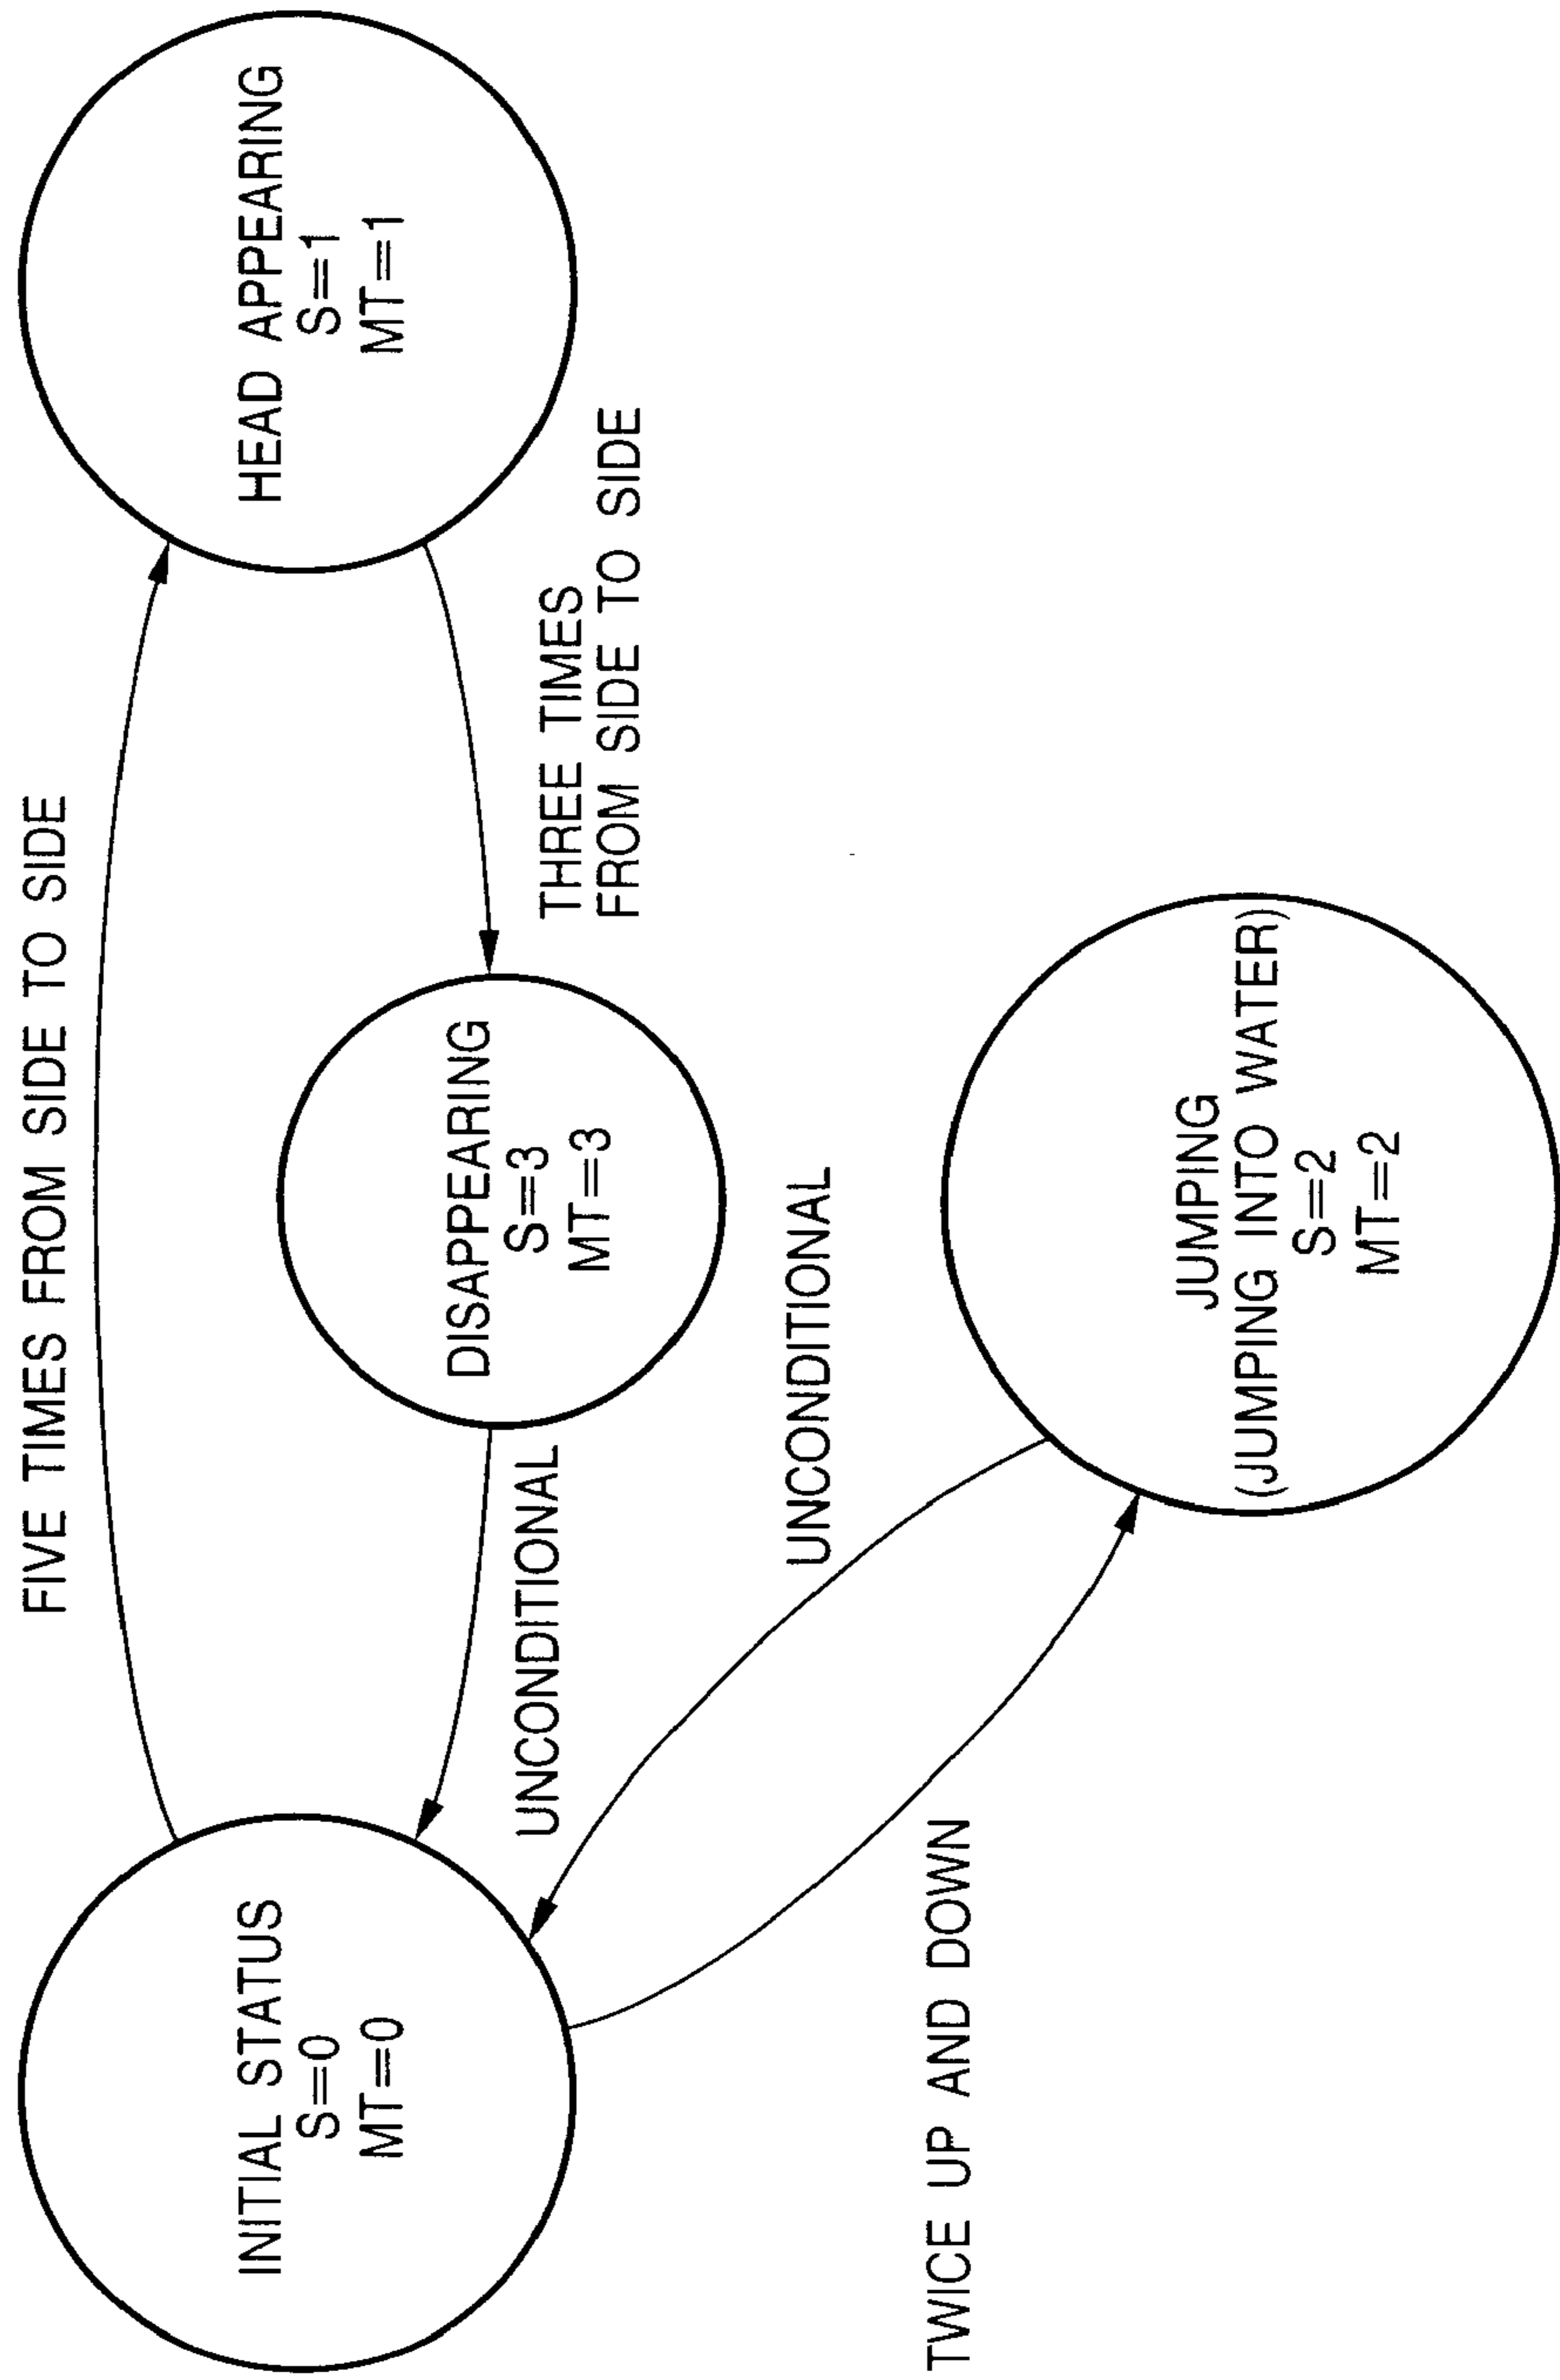 FIVE TIMES FROM SIDE TO SIDE
INITIAL STATUS
S=0
MT=0
HEAD APPEARING
S=1
MT=1
DISAPPEARING
S=3
MT=3
THREE TIMES
FROM SIDE TO SIDE
UNCONDITIONAL
UNCONDITIONAL
TWICE UP AND DOWN
JUMPING
(JUMPING INTO WATER)
S=2
MT=2